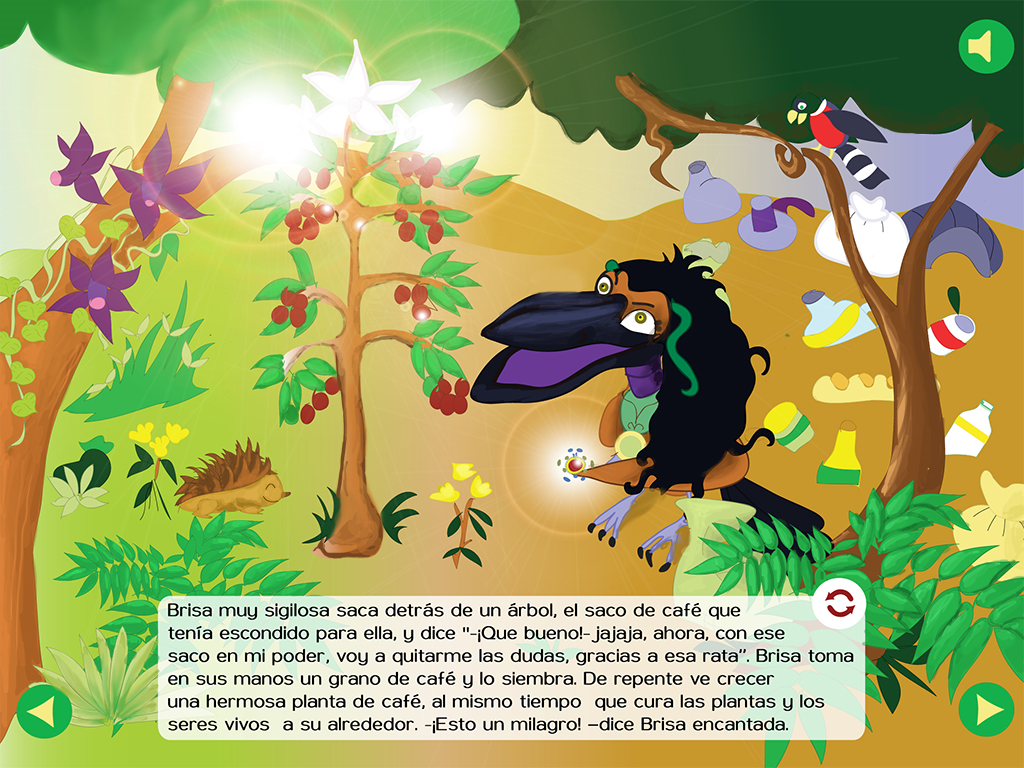 Brisa muy sigilosa saca detrás de un árbol, el saco de café que
tenía escondido para ella, y dice "-¡Que bueno!- jajaja, ahora, con ese
saco en mi poder, voy a quitarme las dudas, gracias a esa rata”. Brisa toma
en sus manos un grano de café y lo siembra. De repente ve crecer
una hermosa planta de café, al mismo tiempo  que cura las plantas y los
seres vivos  a su alrededor. -¡Esto un milagro! –dice Brisa encantada.